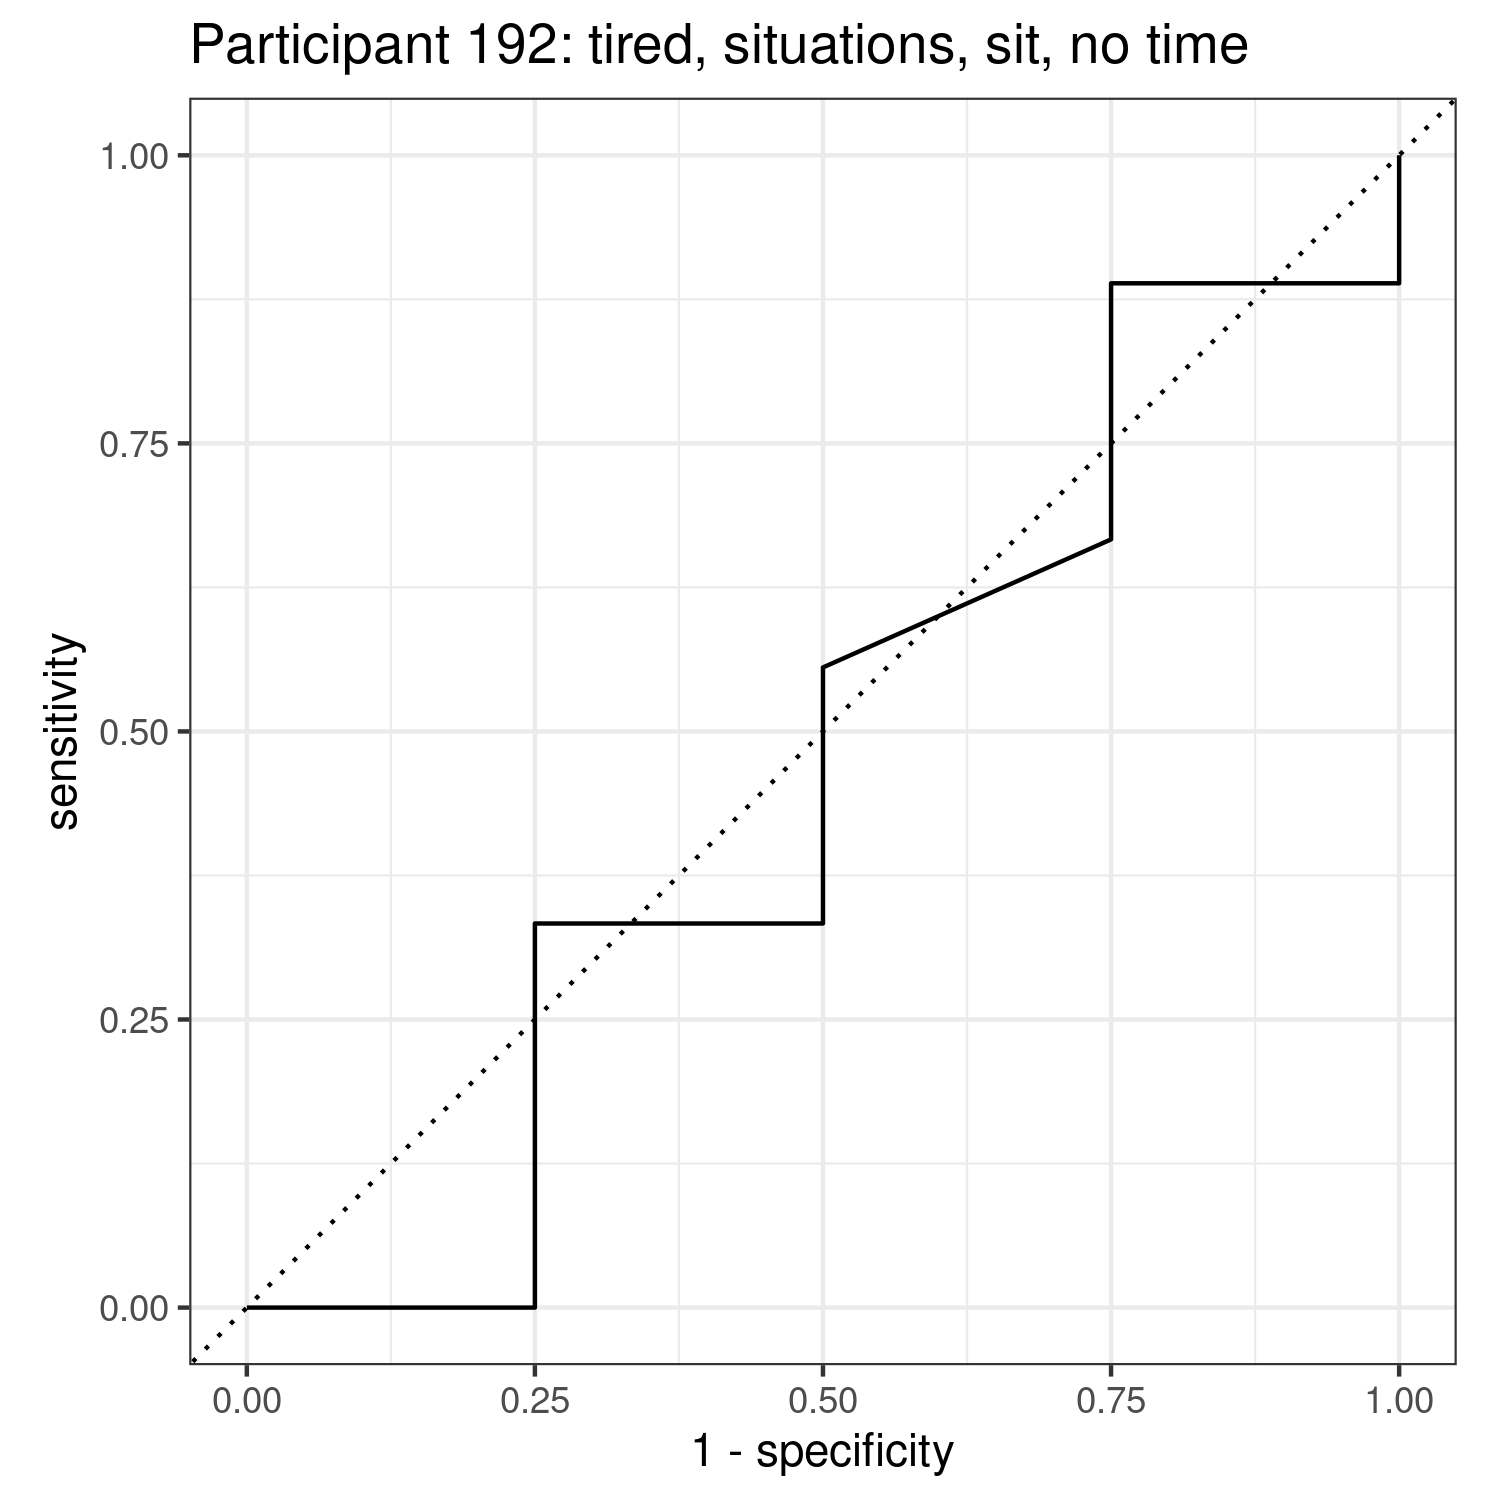 Participant 192: tired, situations, sit, no time
1.00
0.75
0.50
0.25
0.00
sensitivity
0.00 0.25 0.50 0.75 1.00
1 - specificity